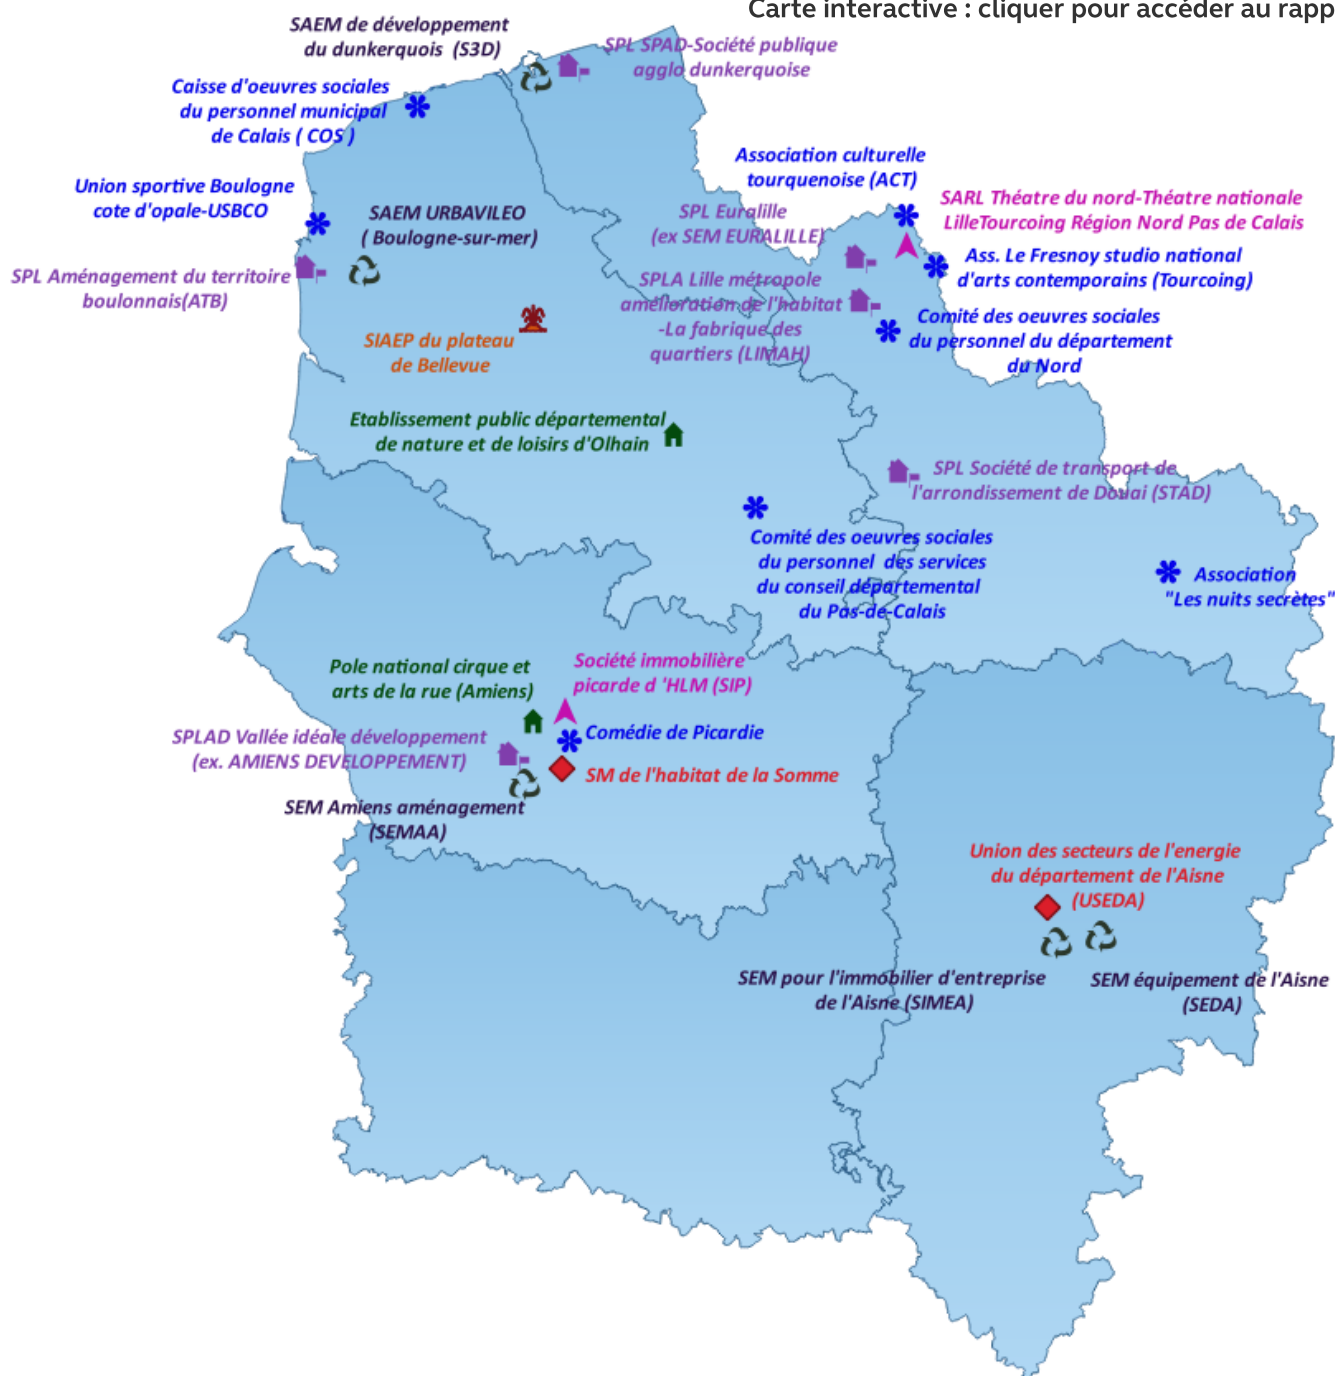 Carte interactive : cliquer pour accéder au rapp
SAEM de développement
du dunkerquois (S3D)
SPL SPAD-Société publique
agglo dunkerquoise
Caisse d'oeuvres sociales
du personnel municipal
de Calais ( COS )
Association culturelle
tourquenoise (ACT)
Union sportive Boulogne
cote d'opale-USBCO
SAEM URBAVILEO
( Boulogne-sur-mer)
SPL Euralille
(ex SEM EURALILLE)
SARL Théatre du nord-Théatre nationale
LilleTourcoing Région Nord Pas de Calais
SPL Aménagement du territoire
boulonnais(ATB)
Ass. Le Fresnoy studio national
d'arts contemporains (Tourcoing)
SPLA Lille métropole
amélioration de l'habitat
-La fabrique des
quartiers (LIMAH)
Comité des oeuvres sociales
du personnel du département
du Nord
SIAEP du plateau
de Bellevue
Etablissement public départemental
de nature et de loisirs d'Olhain
SPL Société de transport de
l'arrondissement de Douai (STAD)
Comité des oeuvres sociales
du personnel des services
du conseil départemental
du Pas-de-Calais
Association
"Les nuits secrètes"
Pole national cirque et
arts de la rue (Amiens)
Société immobilière
picarde d 'HLM (SIP)
SPLAD Vallée idéale développement
(ex. AMIENS DEVELOPPEMENT)
Comédie de Picardie
SM de l'habitat de la Somme
SEM Amiens aménagement
(SEMAA)
Union des secteurs de l'energie
du département de l'Aisne
(USEDA)
SEM pour l'immobilier d'entreprise
de l'Aisne (SIMEA)
SEM équipement de l'Aisne
(SEDA)